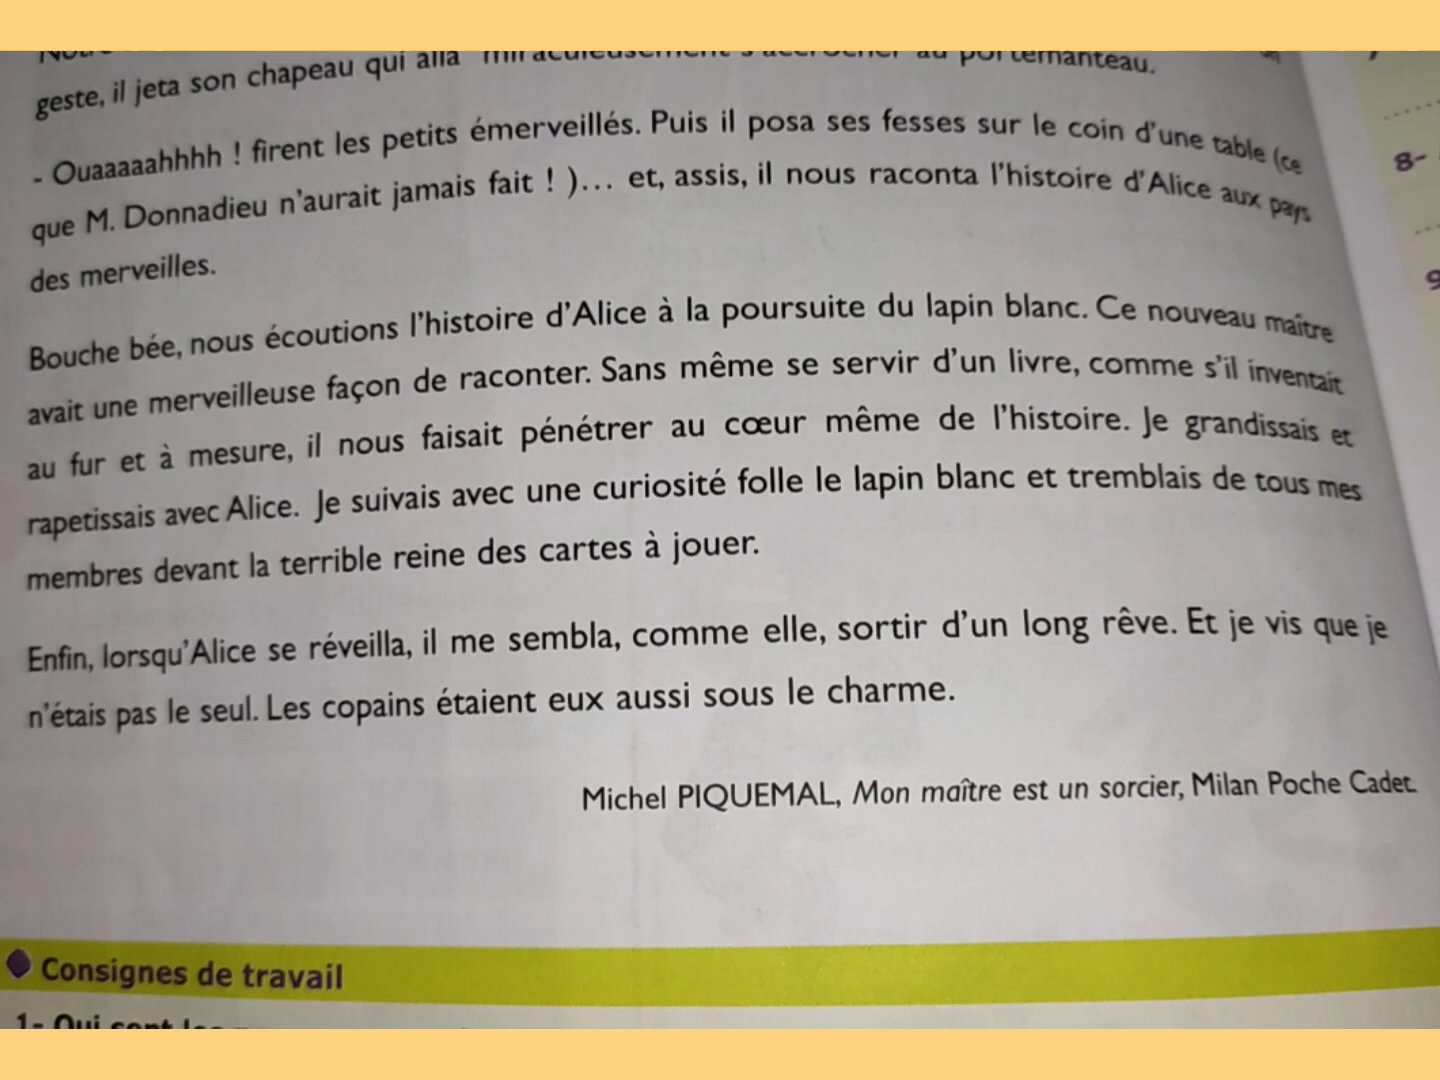 geste, il jeta son chapeau qui alla miraculeusement s'accrocher au portemanteau.
- Ouaaaaahhhh ! firent les petits émerveillés. Puis il posa ses fesses sur le coin d'une table (ce
que M. Donnadieu n'aurait jamais fait ! )... et, assis, il nous raconta l'histoire d'Alice aux pays
des merveilles.
Bouche bée, nous écoutions l'histoire d'Alice à la poursuite du lapin blanc. Ce nouveau maître
avait une merveilleuse façon de raconter. Sans même se servir d'un livre, comme s'il inventait
au fur et à mesure, il nous faisait pénétrer au cœur même de l'histoire. Je grandissais et
rapetissais avec Alice. Je suivais avec une curiosité folle le lapin blanc et tremblais de tous mes
membres devant la terrible reine des cartes à jouer.
Enfin, lorsqu'Alice se réveilla, il me sembla, comme elle, sortir d'un long rêve. Et je vis que je
n'étais pas le seul. Les copains étaient eux aussi sous le charme.
Michel PIQUEMAL, Mon maître est un sorcier, Milan Poche Cadet.
Consignes de travail
1- Qui sont
8-
9